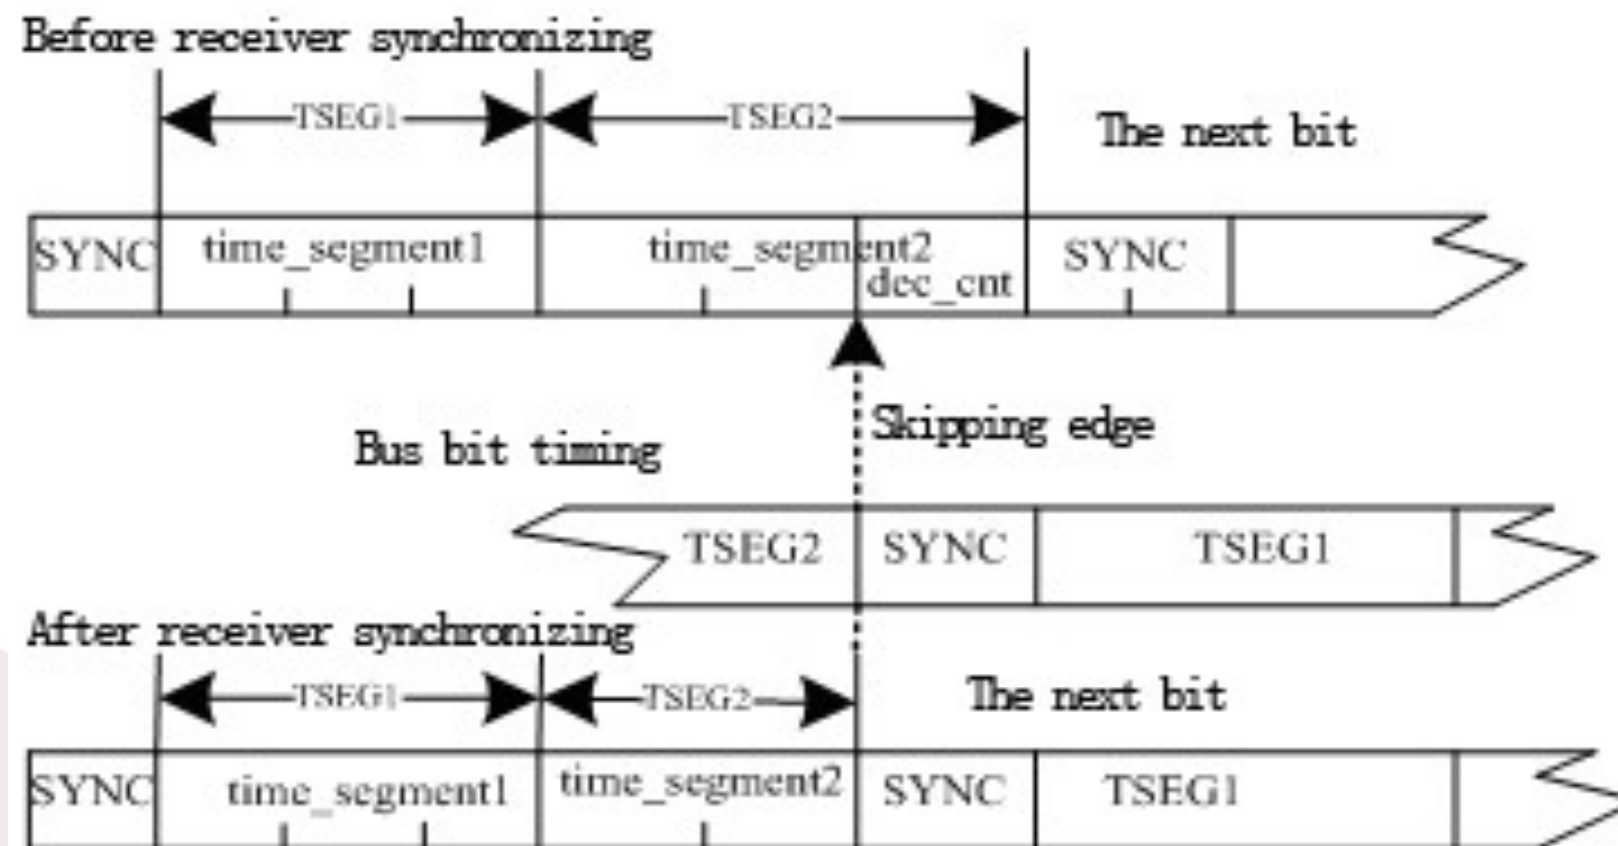 Before receiver synchronizing
TSEG1 TSEG2
The next bit
SYNC time_segment1 time_segment2 SYNC
dec_cnt
Skipping edge
Bus bit timing
TSEG2 SYNC TSEG1
After receiver synchronizing
TSEG1 TSEG2 The next bit
SYNC time_segment1 time_segment2 SYNC TSEG1